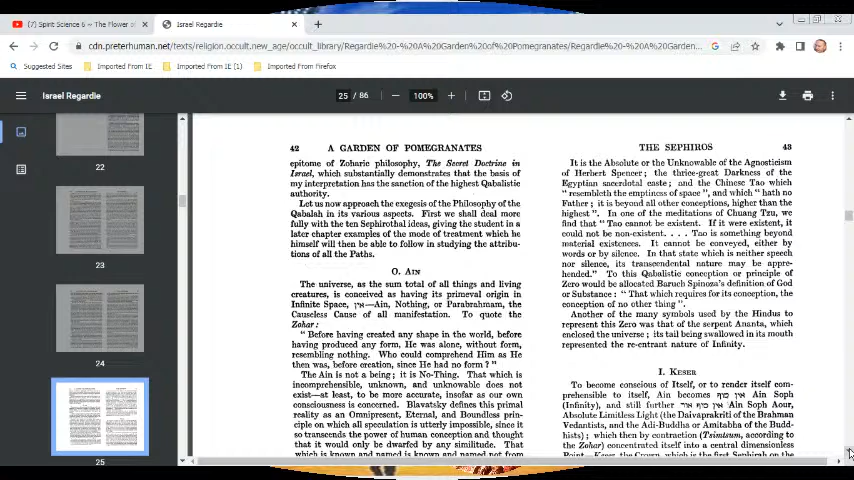 (7) Spirit Science 6 ~ The Flower of
Israel Regardie
cdn.preterhuman.net/texts/religion.occult.new_age/occult_library/Regardie%20-%20A%20Garden%20of%20Pomegranates/Regardie%20-%20A%20Garden...
Suggested Sites
Imported From IE
Imported From IE (1)
Imported From Firefox
Israel Regardie
25 / 86
100%
22
23
24
25
42 A GARDEN OF POMEGRANATES
epitome of Zoharic philosophy, The Secret Doctrine in
Israel, which substantially demonstrates that the basis of
my interpretation has the sanction of the highest Qabalistic
authority.
Let us now approach the exegesis of the Philosophy of the
Qabalah in its various aspects. First we shall deal more
fully with the ten Sephirothal ideas, giving the student in a
later chapter examples of the mode of treatment which he
himself will then be able to follow in studying the attribu-
tions of all the Paths.
O. Ain
The universe, as the sum total of all things and living
creatures, is conceived as having its primeval origin in
Infinite Space, אין—Ain, Nothing, or Parabrahmam, the
Causeless Cause of all manifestation. To quote the
Zohar:
" Before having created any shape in the world, before
having produced any form, He was alone, without form,
resembling nothing. Who could comprehend Him as He
then was, before creation, since He had no form ? "
The Ain is not a being; it is No-Thing. That which is
incomprehensible, unknown, and unknowable does not
exist—at least, to be more accurate, insofar as our own
consciousness is concerned. Blavatsky defines this primal
reality as an Omnipresent, Eternal, and Boundless prin-
ciple on which all speculation is utterly impossible, since it
so transcends the power of human conception and thought
that it would only be dwarfed by any similitude. That
which is known and named is known and named not from
THE SEPHIROS 43
It is the Absolute or the Unknowable of the Agnosticism
of Herbert Spencer; the thrice-great Darkness of the
Egyptian sacerdotal caste; and the Chinese Tao which
" resembleth the emptiness of space ", and which " hath no
Father; it is beyond all other conceptions, higher than the
highest ". In one of the meditations of Chuang Tzu, we
find that " Tao cannot be existent. If it were existent, it
could not be non-existent. . . . Tao is something beyond
material existences. It cannot be conveyed, either by
words or by silence. In that state which is neither speech
nor silence, its transcendental nature may be appre-
hended." To this Qabalistic conception or principle of
Zero would be allocated Baruch Spinoza's definition of God
or Substance: " That which requires for its conception, the
conception of no other thing ".
Another of the many symbols used by the Hindus to
represent this Zero was that of the serpent Ananta, which
enclosed the universe; its tail being swallowed in its mouth
represented the re-entrant nature of Infinity.
I. Keser
To become conscious of Itself, or to render itself com-
prehensible to itself, Ain becomes אין סוף Ain Soph
(Infinity), and still further אין סוף אור Ain Soph Aour,
Absolute Limitless Light (the Daivaprakriti of the Brahman
Vedantists, and the Adi-Buddha or Amitabha of the Budd-
hists); which then by contraction (Tsimtsum, according to
the Zohar) concentrated itself into a central dimensionless
Point—Keser, the Crown, which is the first Sephirah on the